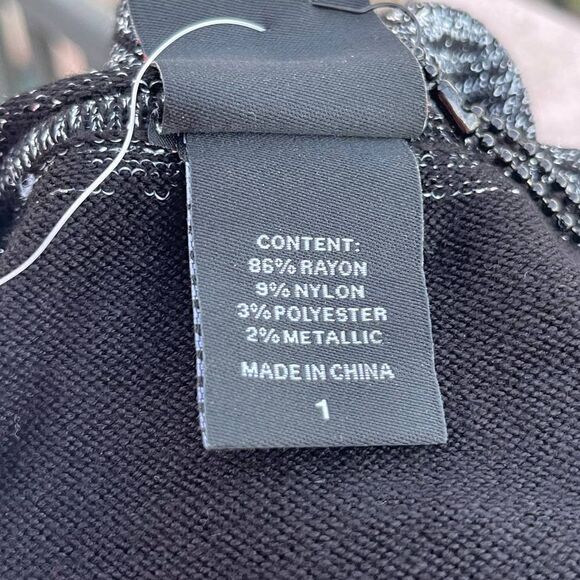 CONTENT:
86% RAYON
9% NYLON
3% POLYESTER
2% METALLIC
MADE IN CHINA
1